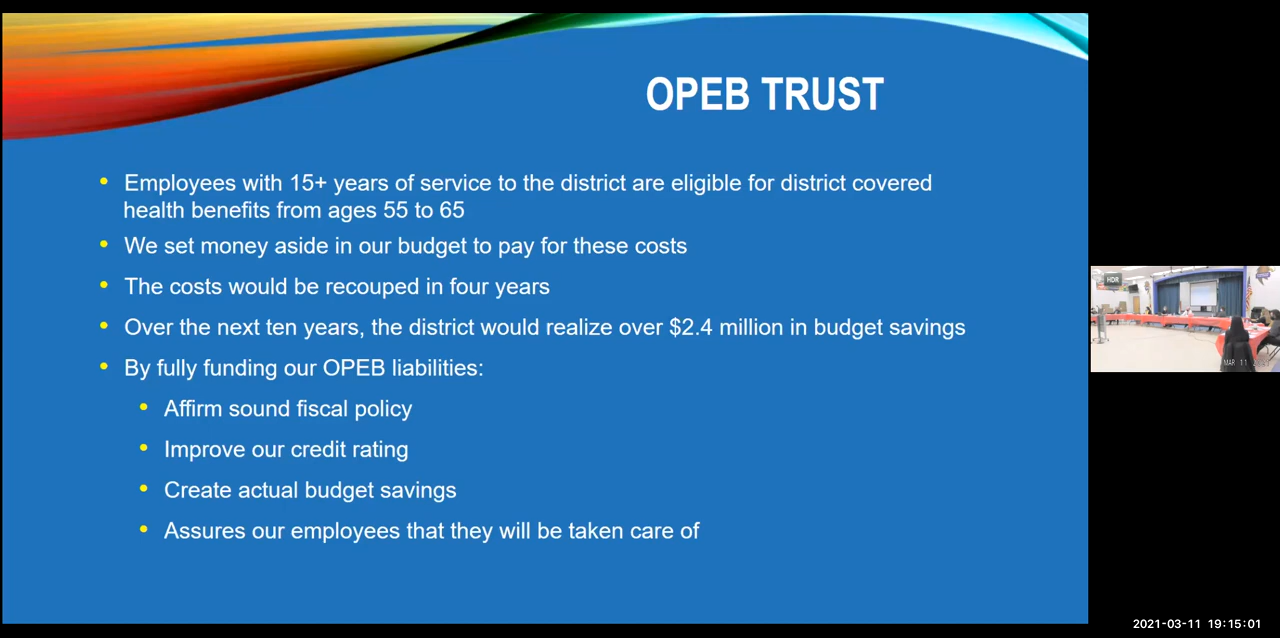 OPEB TRUST
Employees with 15+ years of service to the district are eligible for district covered
health benefits from ages 55 to 65
We set money aside in our budget to pay for these costs
The costs would be recouped in four years
Over the next ten years, the district would realize over $2.4 million in budget savings
By fully funding our OPEB liabilities:
Affirm sound fiscal policy
Improve our credit rating
Create actual budget savings
Assures our employees that they will be taken care of
HDR
MAR 11
2021-03-11 19:15:01